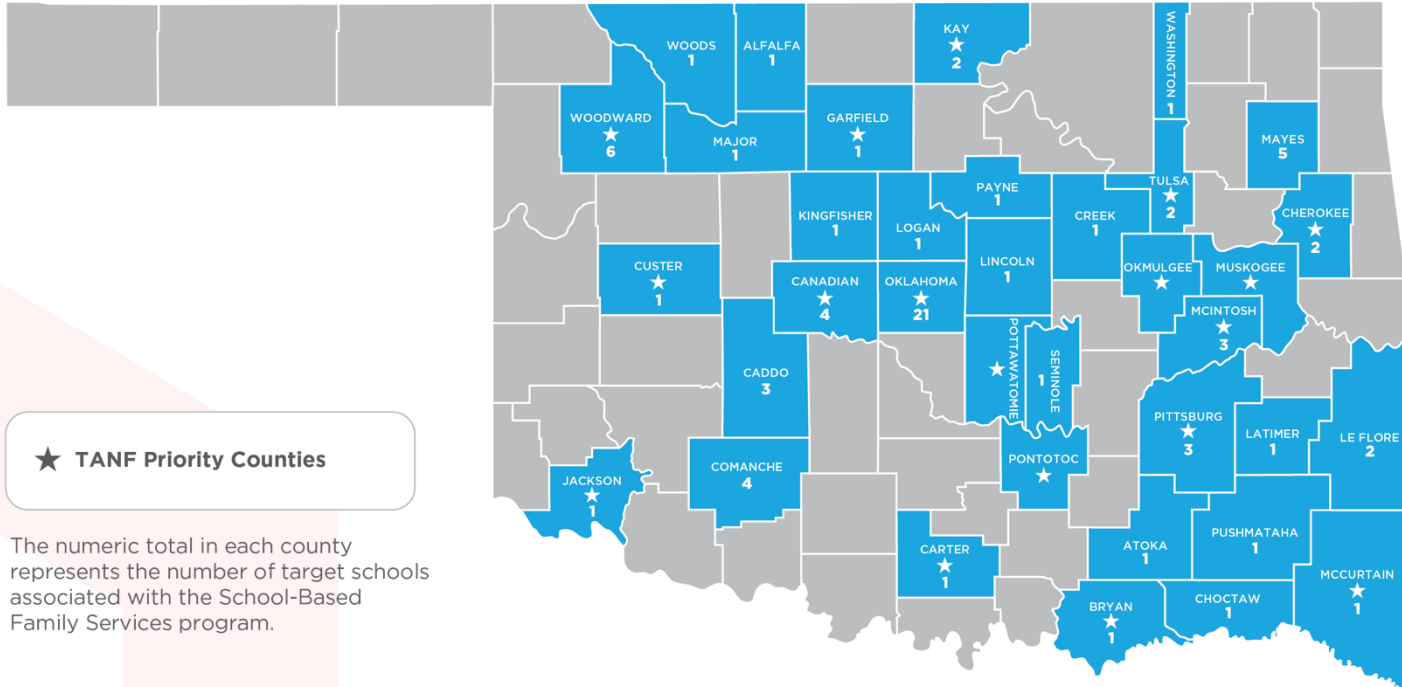 WOODS
1
ALFALFA
1
KAY
★
2
WASHINGTON
1
WOODWARD
★
6
MAJOR
1
GARFIELD
★
1
MAYES
5
PAYNE
1
TULSA
★
2
KINGFISHER
1
LOGAN
1
CREEK
1
CHEROKEE
★
2
CUSTER
★
1
CANADIAN
★
4
OKLAHOMA
★
21
LINCOLN
1
OKMULGEE
★
MUSKOGEE
★
MCINTOSH
★
3
CADDO
3
POTTAWATOMIE
★
SEMINOLE
1
PITTSBURG
★
3
LATIMER
1
LE FLORE
2
JACKSON
★
1
COMANCHE
4
PONTOTOC
★
CARTER
★
1
ATOKA
1
PUSHMATAHA
1
MCCURTAIN
★
1
BRYAN
★
1
CHOCTAW
1
★ TANF Priority Counties
The numeric total in each county
represents the number of target schools
associated with the School-Based
Family Services program.